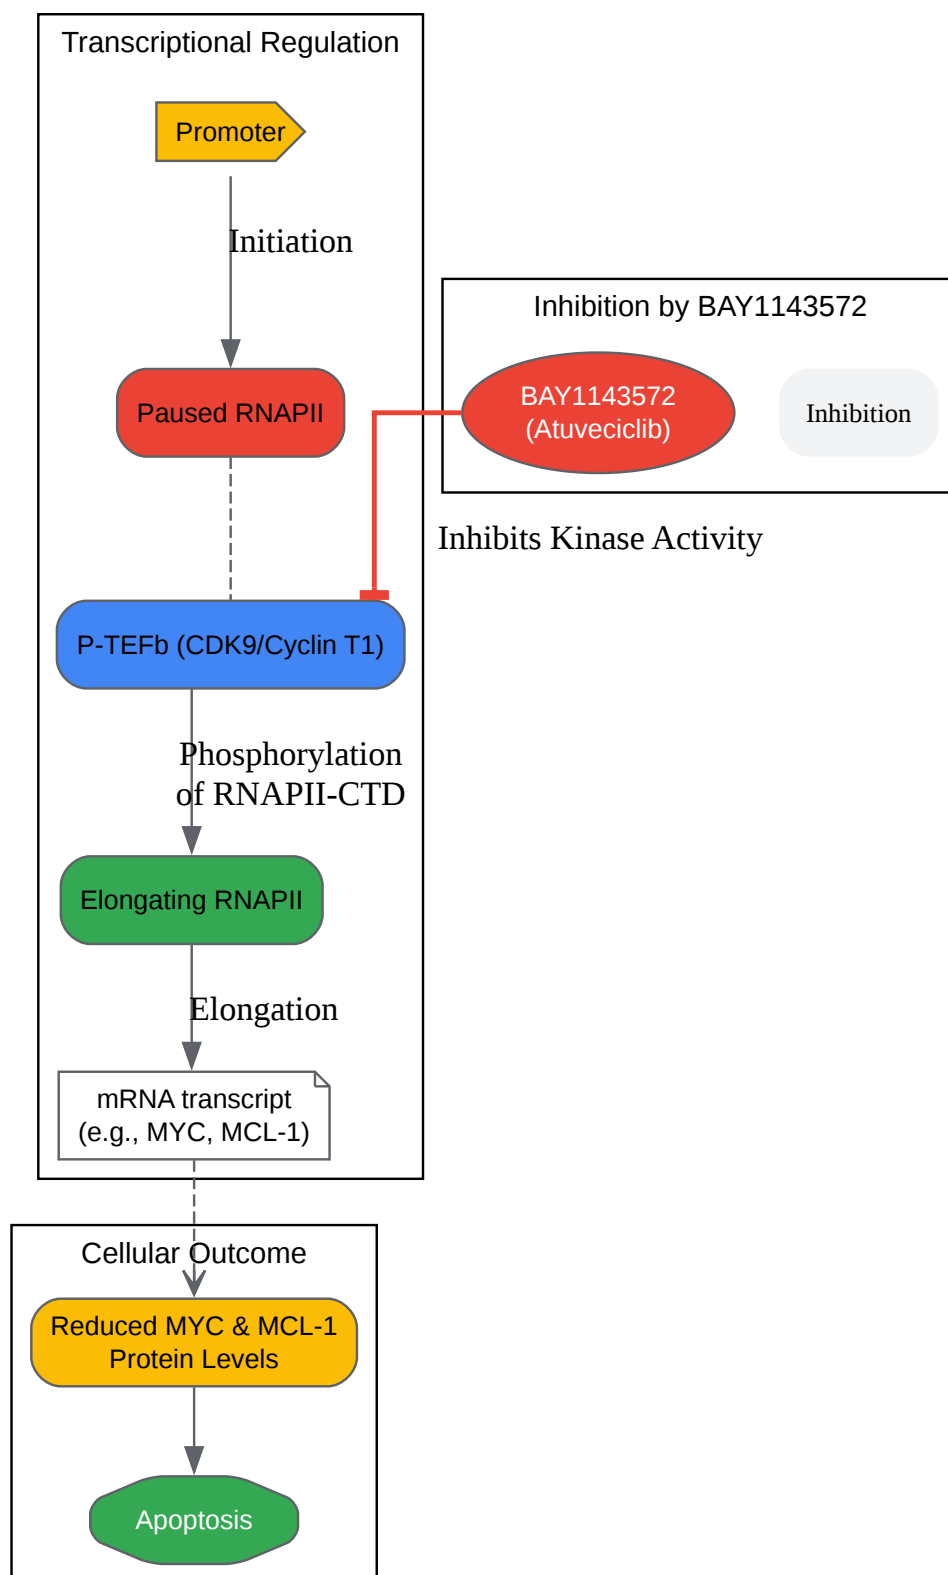 Transcriptional Regulation
Promoter
Initiation
Inhibition by BAY1143572
Paused RNAPII
BAY1143572
(Atuveciclib)
Inhibition
Inhibits Kinase Activity
P-TEFb (CDK9/Cyclin T1)
Phosphorylation
of RNAPII-CTD
Elongating RNAPII
Elongation
mRNA transcript
(e.g., MYC, MCL-1)
Cellular Outcome
Reduced MYC & MCL-1
Protein Levels
Apoptosis